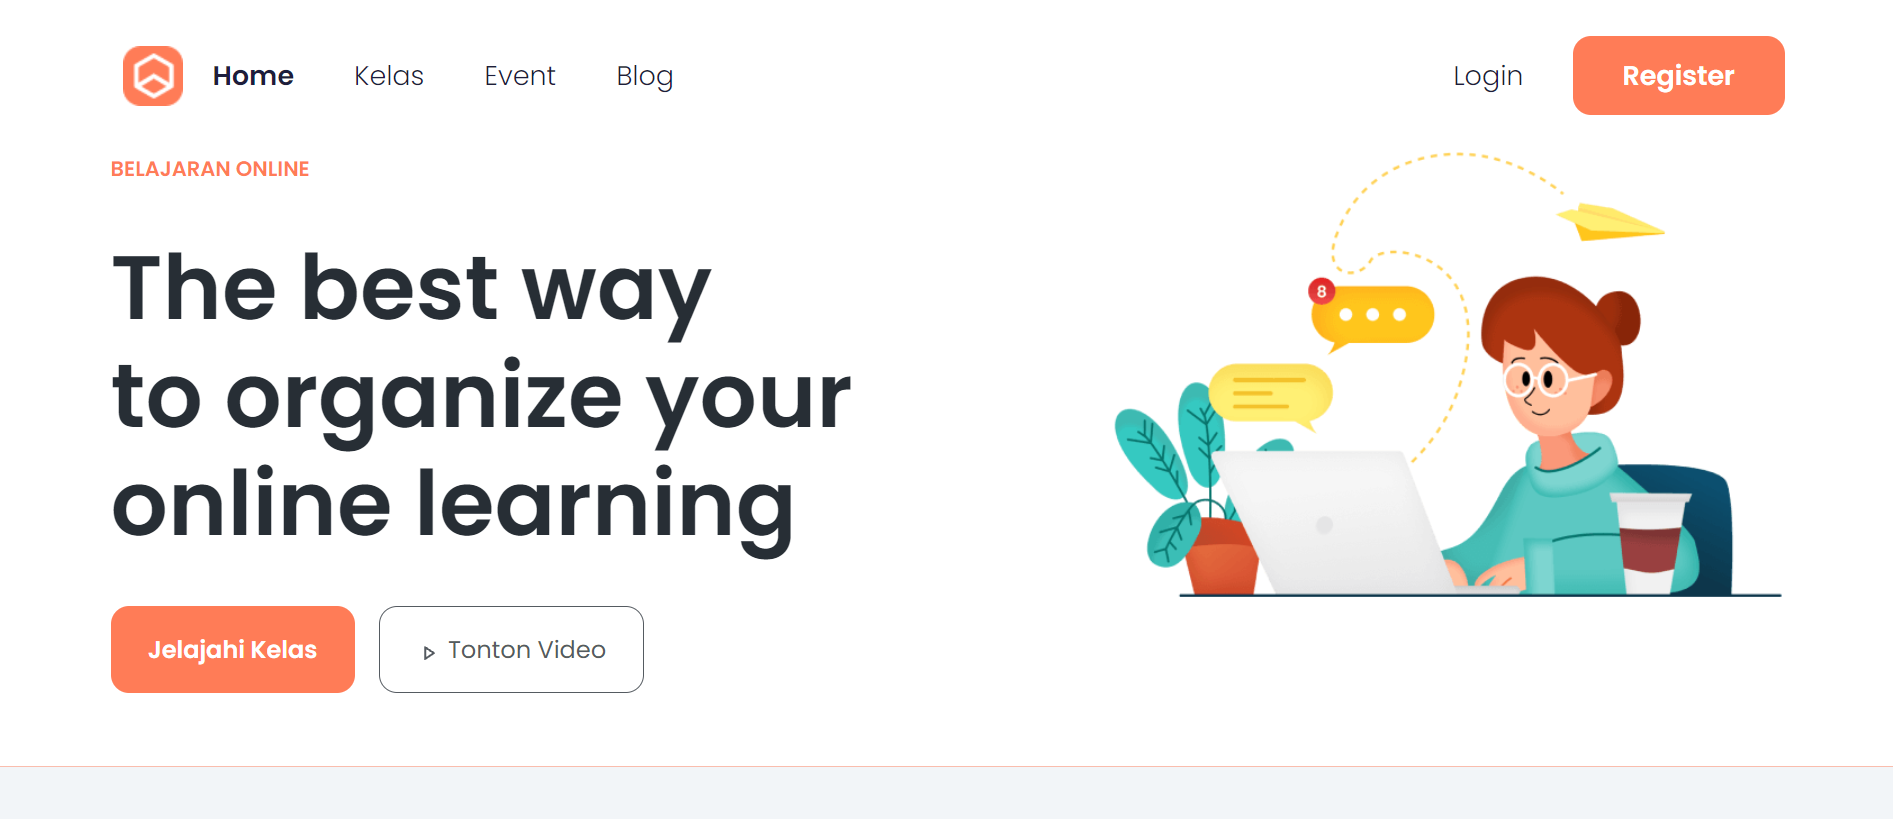 Home Kelas Event Blog Login Register
BELAJARAN ONLINE
The best way
to organize your
online learning
8
Jelajahi Kelas Tonton Video